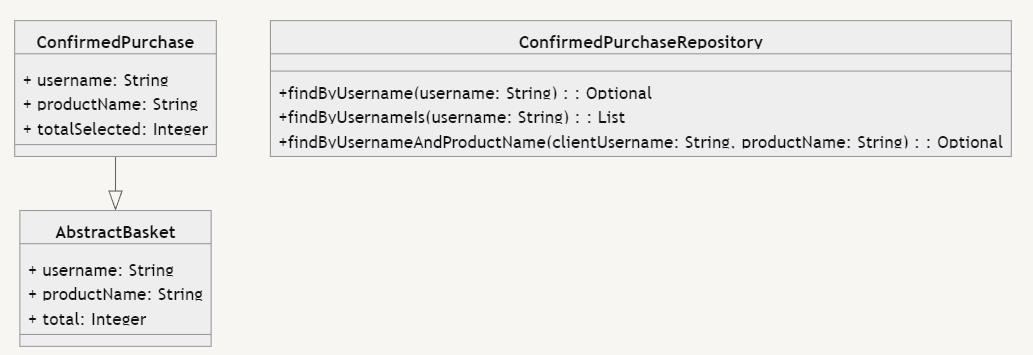 ConfirmedPurchase
+ username: String
+ productName: String
+ totalSelected: Integer
ConfirmedPurchaseRepository
+findByUsername(username: String) : : Optional
+findByUsernameIs(username: String) : : List
+findByUsernameAndProductName(clientUsername: String, productName: String) : : Optional
AbstractBasket
+ username: String
+ productName: String
+ total: Integer